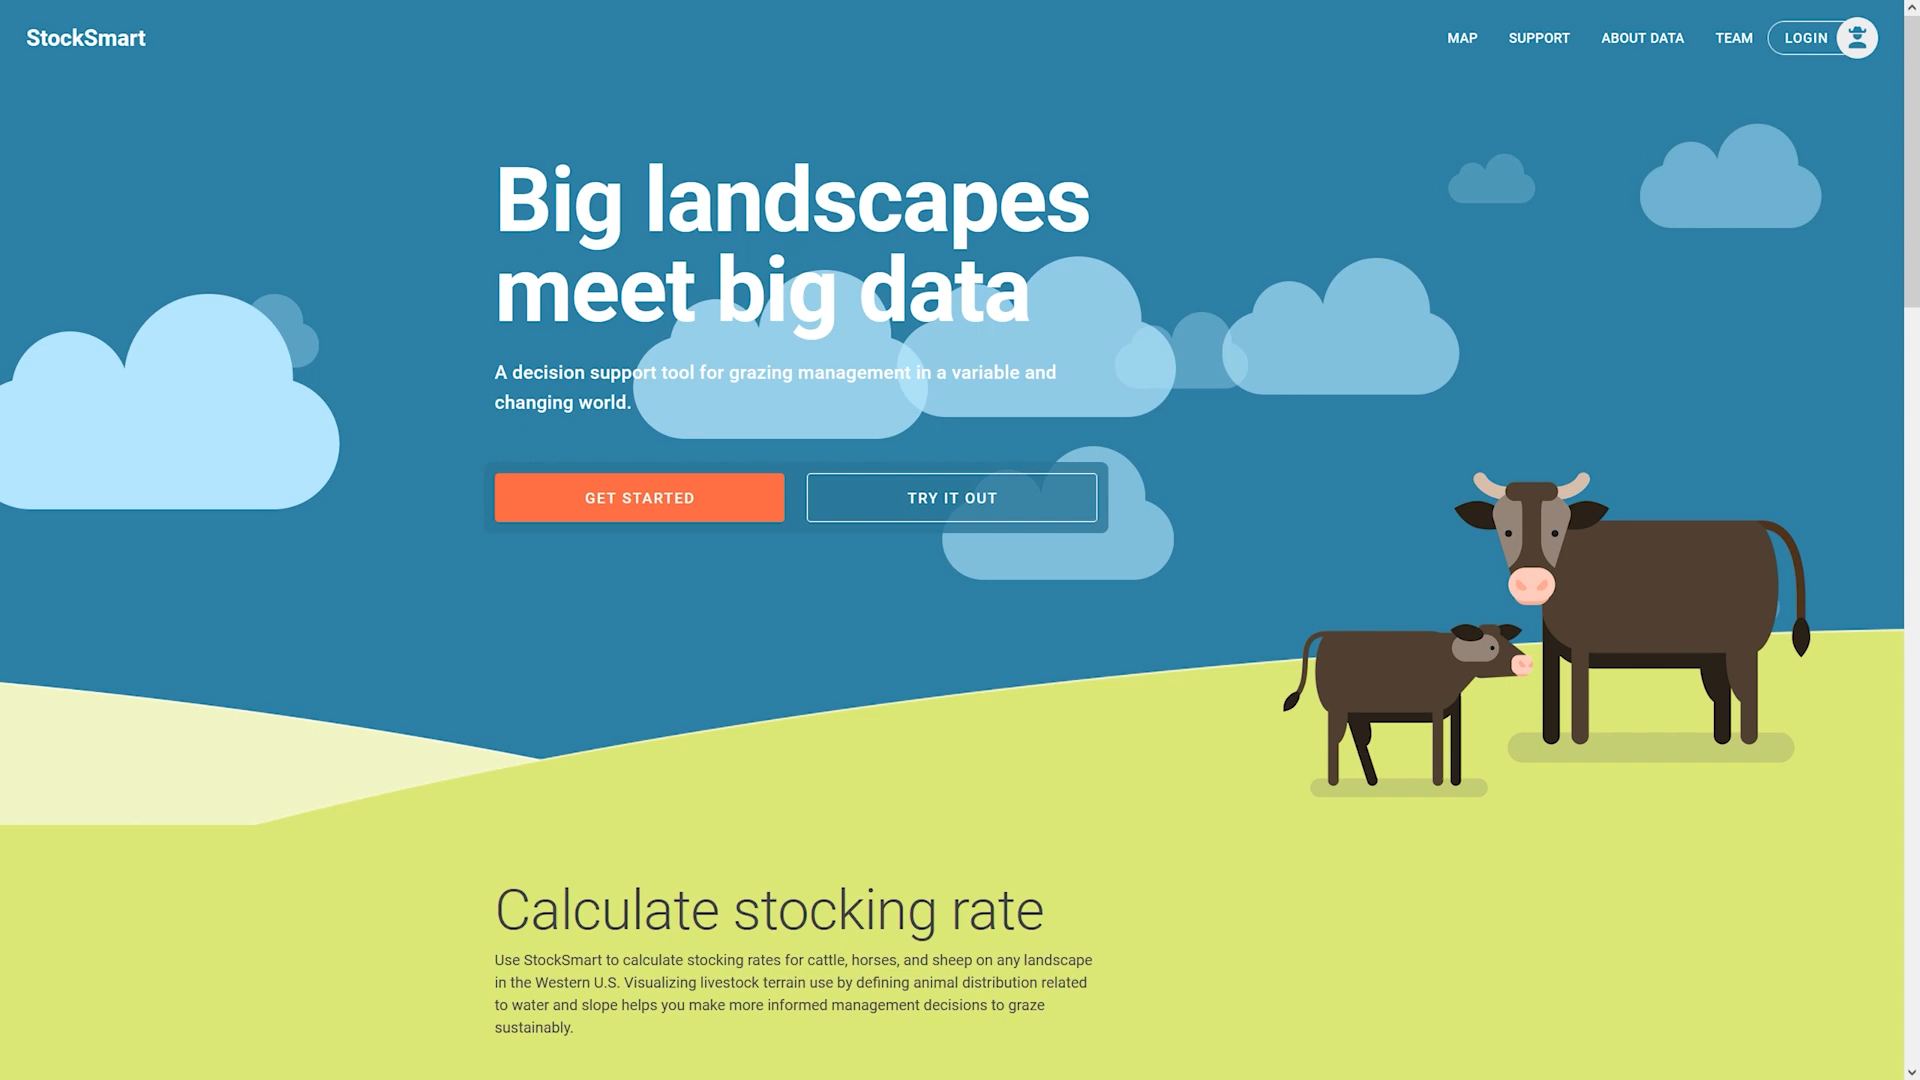 StockSmart
MAP
SUPPORT
ABOUT DATA
TEAM
LOGIN
Big landscapes
meet big data
A decision support tool for grazing management in a variable and
changing world.
GET STARTED
TRY IT OUT
Calculate stocking rate
Use StockSmart to calculate stocking rates for cattle, horses, and sheep on any landscape
in the Western U.S. Visualizing livestock terrain use by defining animal distribution related
to water and slope helps you make more informed management decisions to graze
sustainably.